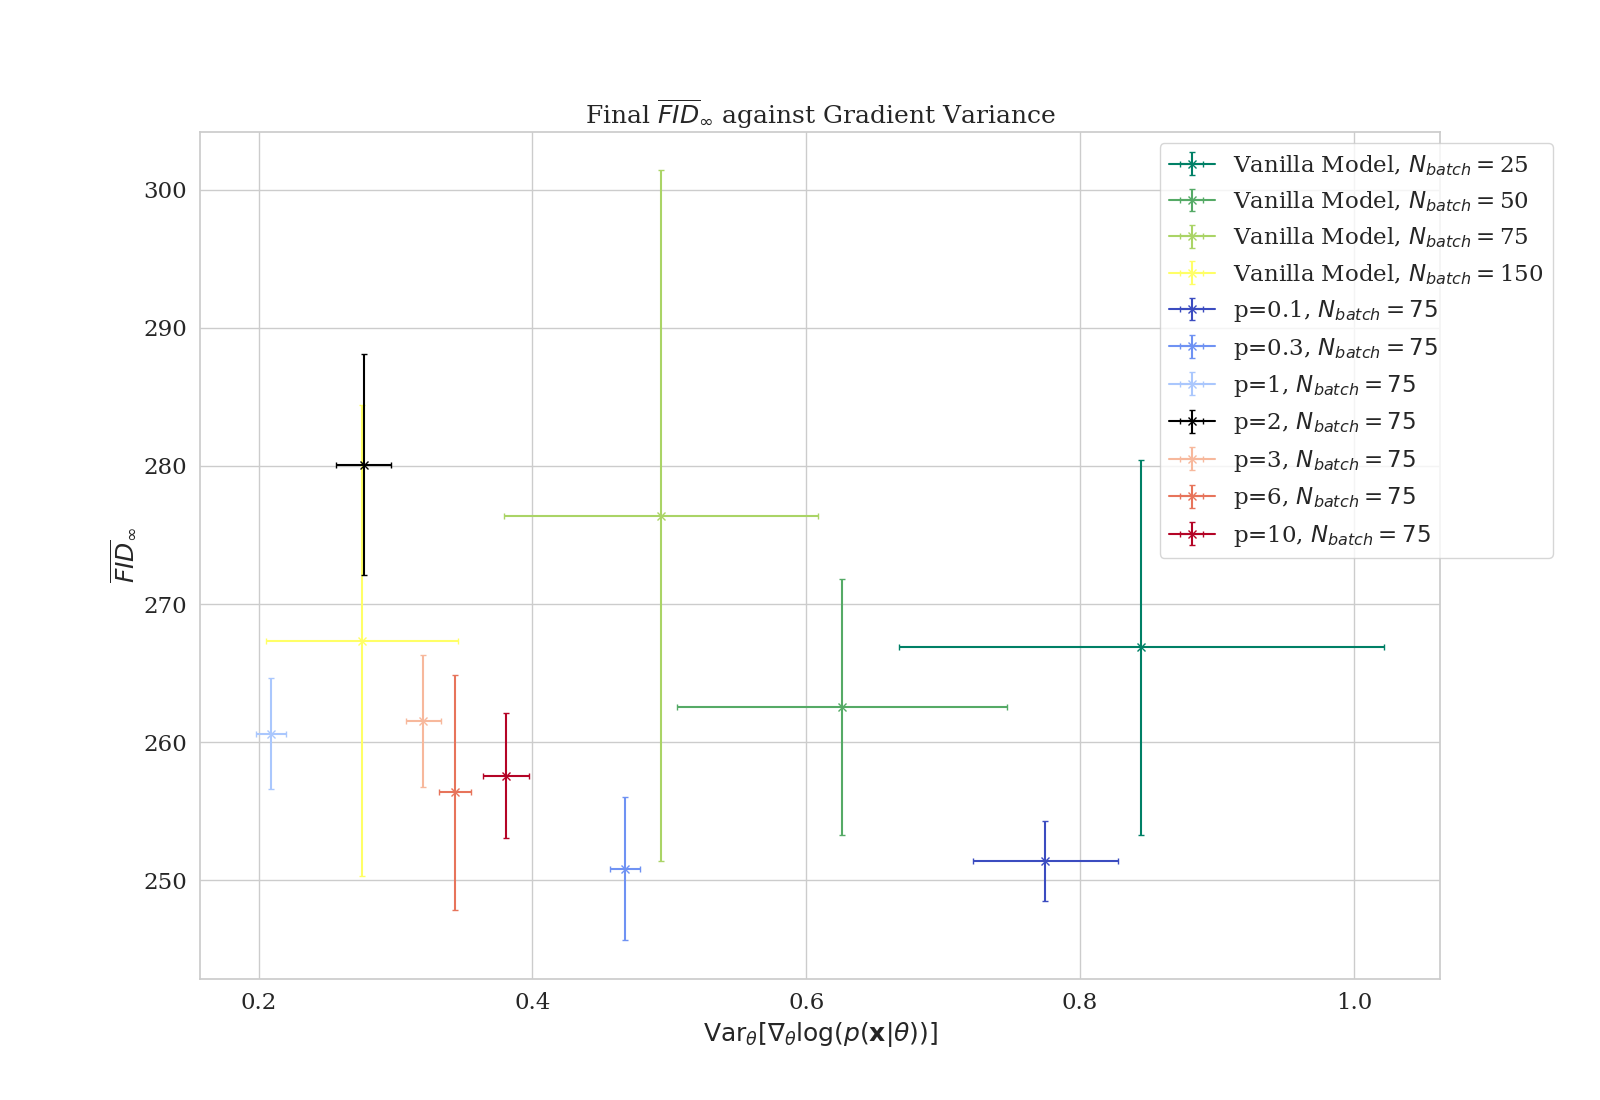 Final $\overline{FID}_\infty$ against Gradient Variance
300
290
280
270
260
250
$\overline{FID}_\infty$
0.2 0.4 0.6 0.8 1.0
Var$_\theta$[∇$_\theta$log(p(x|θ))]
Vanilla Model, $N_{batch}$ = 25
Vanilla Model, $N_{batch}$ = 50
Vanilla Model, $N_{batch}$ = 75
Vanilla Model, $N_{batch}$ = 150
p=0.1, $N_{batch}$ = 75
p=0.3, $N_{batch}$ = 75
p=1, $N_{batch}$ = 75
p=2, $N_{batch}$ = 75
p=3, $N_{batch}$ = 75
p=6, $N_{batch}$ = 75
p=10, $N_{batch}$ = 75